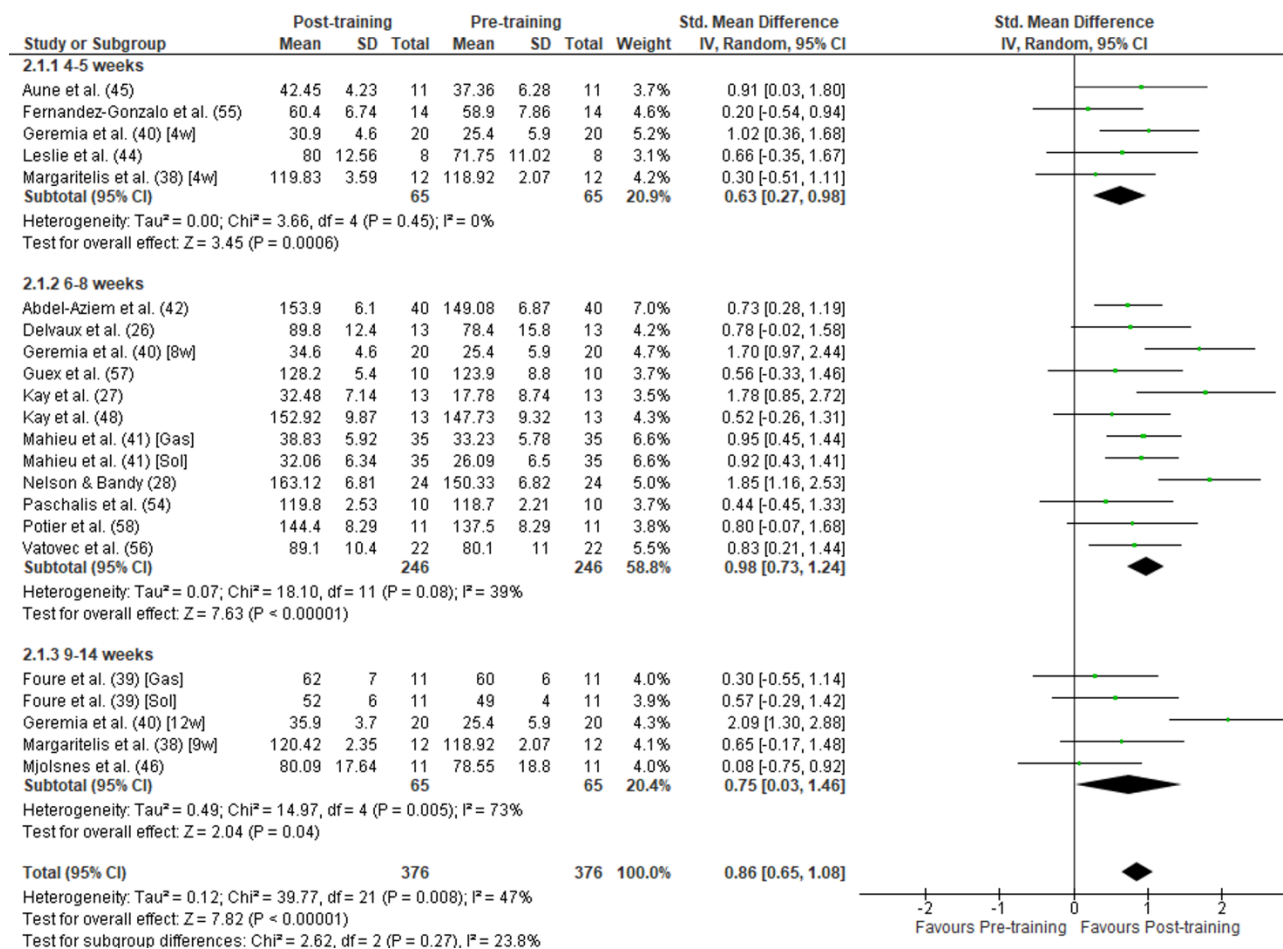 Post-training Pre-training Std. Mean Difference Std. Mean Difference
Study or Subgroup Mean SD Total Mean SD Total Weight IV, Random, 95% CI IV, Random, 95% CI
2.1.1 4-5 weeks
Aune et al. (45) 42.45 4.23 11 37.36 6.28 11 3.7% 0.91 [0.03, 1.80]
Fernandez-Gonzalo et al. (55) 60.4 6.74 14 58.9 7.86 14 4.6% 0.20 [-0.54, 0.94]
Geremia et al. (40) [4w] 30.9 4.6 20 25.4 5.9 20 5.2% 1.02 [0.36, 1.68]
Leslie et al. (44) 80 12.56 8 71.75 11.02 8 3.1% 0.66 [-0.35, 1.67]
Margaritelis et al. (38) [4w] 119.83 3.59 12 118.92 2.07 12 4.2% 0.30 [-0.51, 1.11]
Subtotal (95% CI) 65 65 20.9% 0.63 [0.27, 0.98]
Heterogeneity: Tau² = 0.00; Chi² = 3.66, df = 4 (P = 0.45); I² = 0%
Test for overall effect: Z = 3.45 (P = 0.0006)
2.1.2 6-8 weeks
Abdel-Aziem et al. (42) 153.9 6.1 40 149.08 6.87 40 7.0% 0.73 [0.28, 1.19]
Delvaux et al. (26) 89.8 12.4 13 78.4 15.8 13 4.2% 0.78 [-0.02, 1.58]
Geremia et al. (40) [8w] 34.6 4.6 20 25.4 5.9 20 4.7% 1.70 [0.97, 2.44]
Guex et al. (57) 128.2 5.4 10 123.9 8.8 10 3.7% 0.56 [-0.33, 1.46]
Kay et al. (27) 32.48 7.14 13 17.78 8.74 13 3.5% 1.78 [0.85, 2.72]
Kay et al. (48) 152.92 9.87 13 147.73 9.32 13 4.3% 0.52 [-0.26, 1.31]
Mahieu et al. (41) [Gas] 38.83 5.92 35 33.23 5.78 35 6.6% 0.95 [0.45, 1.44]
Mahieu et al. (41) [Sol] 32.06 6.34 35 26.09 6.5 35 6.6% 0.92 [0.43, 1.41]
Nelson & Bandy (28) 163.12 6.81 24 150.33 6.82 24 5.0% 1.85 [1.16, 2.53]
Paschalis et al. (54) 119.8 2.53 10 118.7 2.21 10 3.8% 0.44 [-0.45, 1.33]
Potier et al. (58) 144.4 8.29 11 137.5 8.29 11 3.8% 0.80 [-0.07, 1.68]
Vatovec et al. (56) 89.1 10.4 22 80.1 11 22 5.5% 0.83 [0.21, 1.44]
Subtotal (95% CI) 246 246 58.8% 0.98 [0.73, 1.24]
Heterogeneity: Tau² = 0.07; Chi² = 18.10, df = 11 (P = 0.08); I² = 39%
Test for overall effect: Z = 7.63 (P < 0.00001)
2.1.3 9-14 weeks
Foure et al. (39) [Gas] 62 7 11 60 6 11 4.0% 0.30 [-0.55, 1.14]
Foure et al. (39) [Sol] 52 6 11 49 4 11 3.9% 0.57 [-0.29, 1.42]
Geremia et al. (40) [12w] 35.9 3.7 20 25.4 5.9 20 4.3% 2.09 [1.30, 2.88]
Margaritelis et al. (38) [9w] 120.42 2.35 12 118.92 2.07 12 4.1% 0.65 [-0.17, 1.48]
Mjolsnes et al. (46) 80.09 17.64 11 78.55 18.8 11 4.0% 0.08 [-0.75, 0.92]
Subtotal (95% CI) 65 65 20.4% 0.75 [0.03, 1.46]
Heterogeneity: Tau² = 0.49; Chi² = 14.97, df = 4 (P = 0.005); I² = 73%
Test for overall effect: Z = 2.04 (P = 0.04)
Total (95% CI) 376 376 100.0% 0.86 [0.65, 1.08]
Heterogeneity: Tau² = 0.12; Chi² = 39.77, df = 21 (P = 0.008); I² = 47%
Test for overall effect: Z = 7.82 (P < 0.00001)
Test for subgroup differences: Chi² = 2.62, df = 2 (P = 0.27), I² = 23.8%
-2 -1 0 1 2
Favours Pre-training Favours Post-training